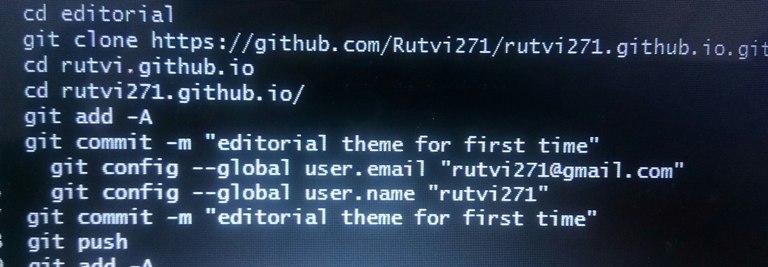 cd editorial
git clone https://github.com/Rutvi271/rutvi271.github.io.git
cd rutvi.github.io
cd rutvi271.github.io/
git add -A
git commit -m "editorial theme for first time"
git config --global user.email "rutvi271@gmail.com"
git config --global user.name "rutvi271"
git commit -m "editorial theme for first time"
git push
git add -A